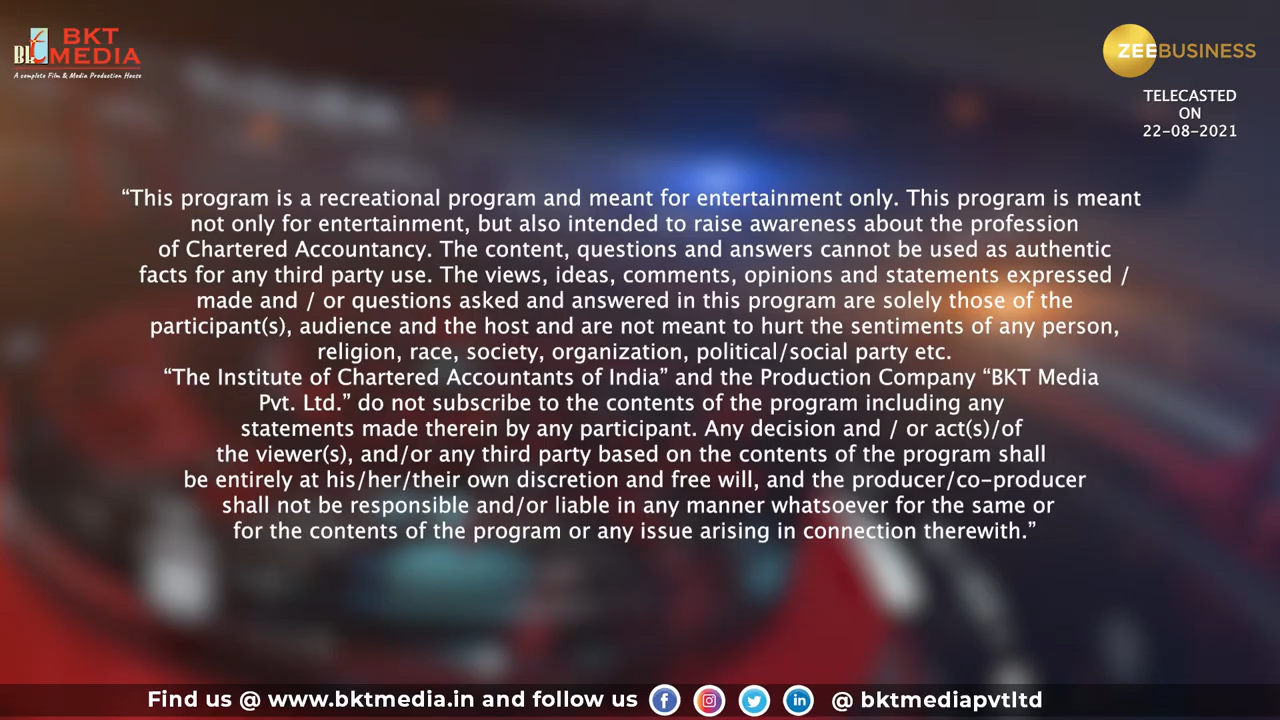 BKT
MEDIA
A complete Film & Media Production House
ZEEBUSINESS
TELECASTED
ON
22-08-2021
“This program is a recreational program and meant for entertainment only. This program is meant
not only for entertainment, but also intended to raise awareness about the profession
of Chartered Accountancy. The content, questions and answers cannot be used as authentic
facts for any third party use. The views, ideas, comments, opinions and statements expressed /
made and / or questions asked and answered in this program are solely those of the
participant(s), audience and the host and are not meant to hurt the sentiments of any person,
religion, race, society, organization, political/social party etc.
“The Institute of Chartered Accountants of India” and the Production Company “BKT Media
Pvt. Ltd.” do not subscribe to the contents of the program including any
statements made therein by any participant. Any decision and / or act(s)/of
the viewer(s), and/or any third party based on the contents of the program shall
be entirely at his/her/their own discretion and free will, and the producer/co-producer
shall not be responsible and/or liable in any manner whatsoever for the same or
for the contents of the program or any issue arising in connection therewith.”
Find us @ www.bktmedia.in and follow us @ bktmediapvtltd